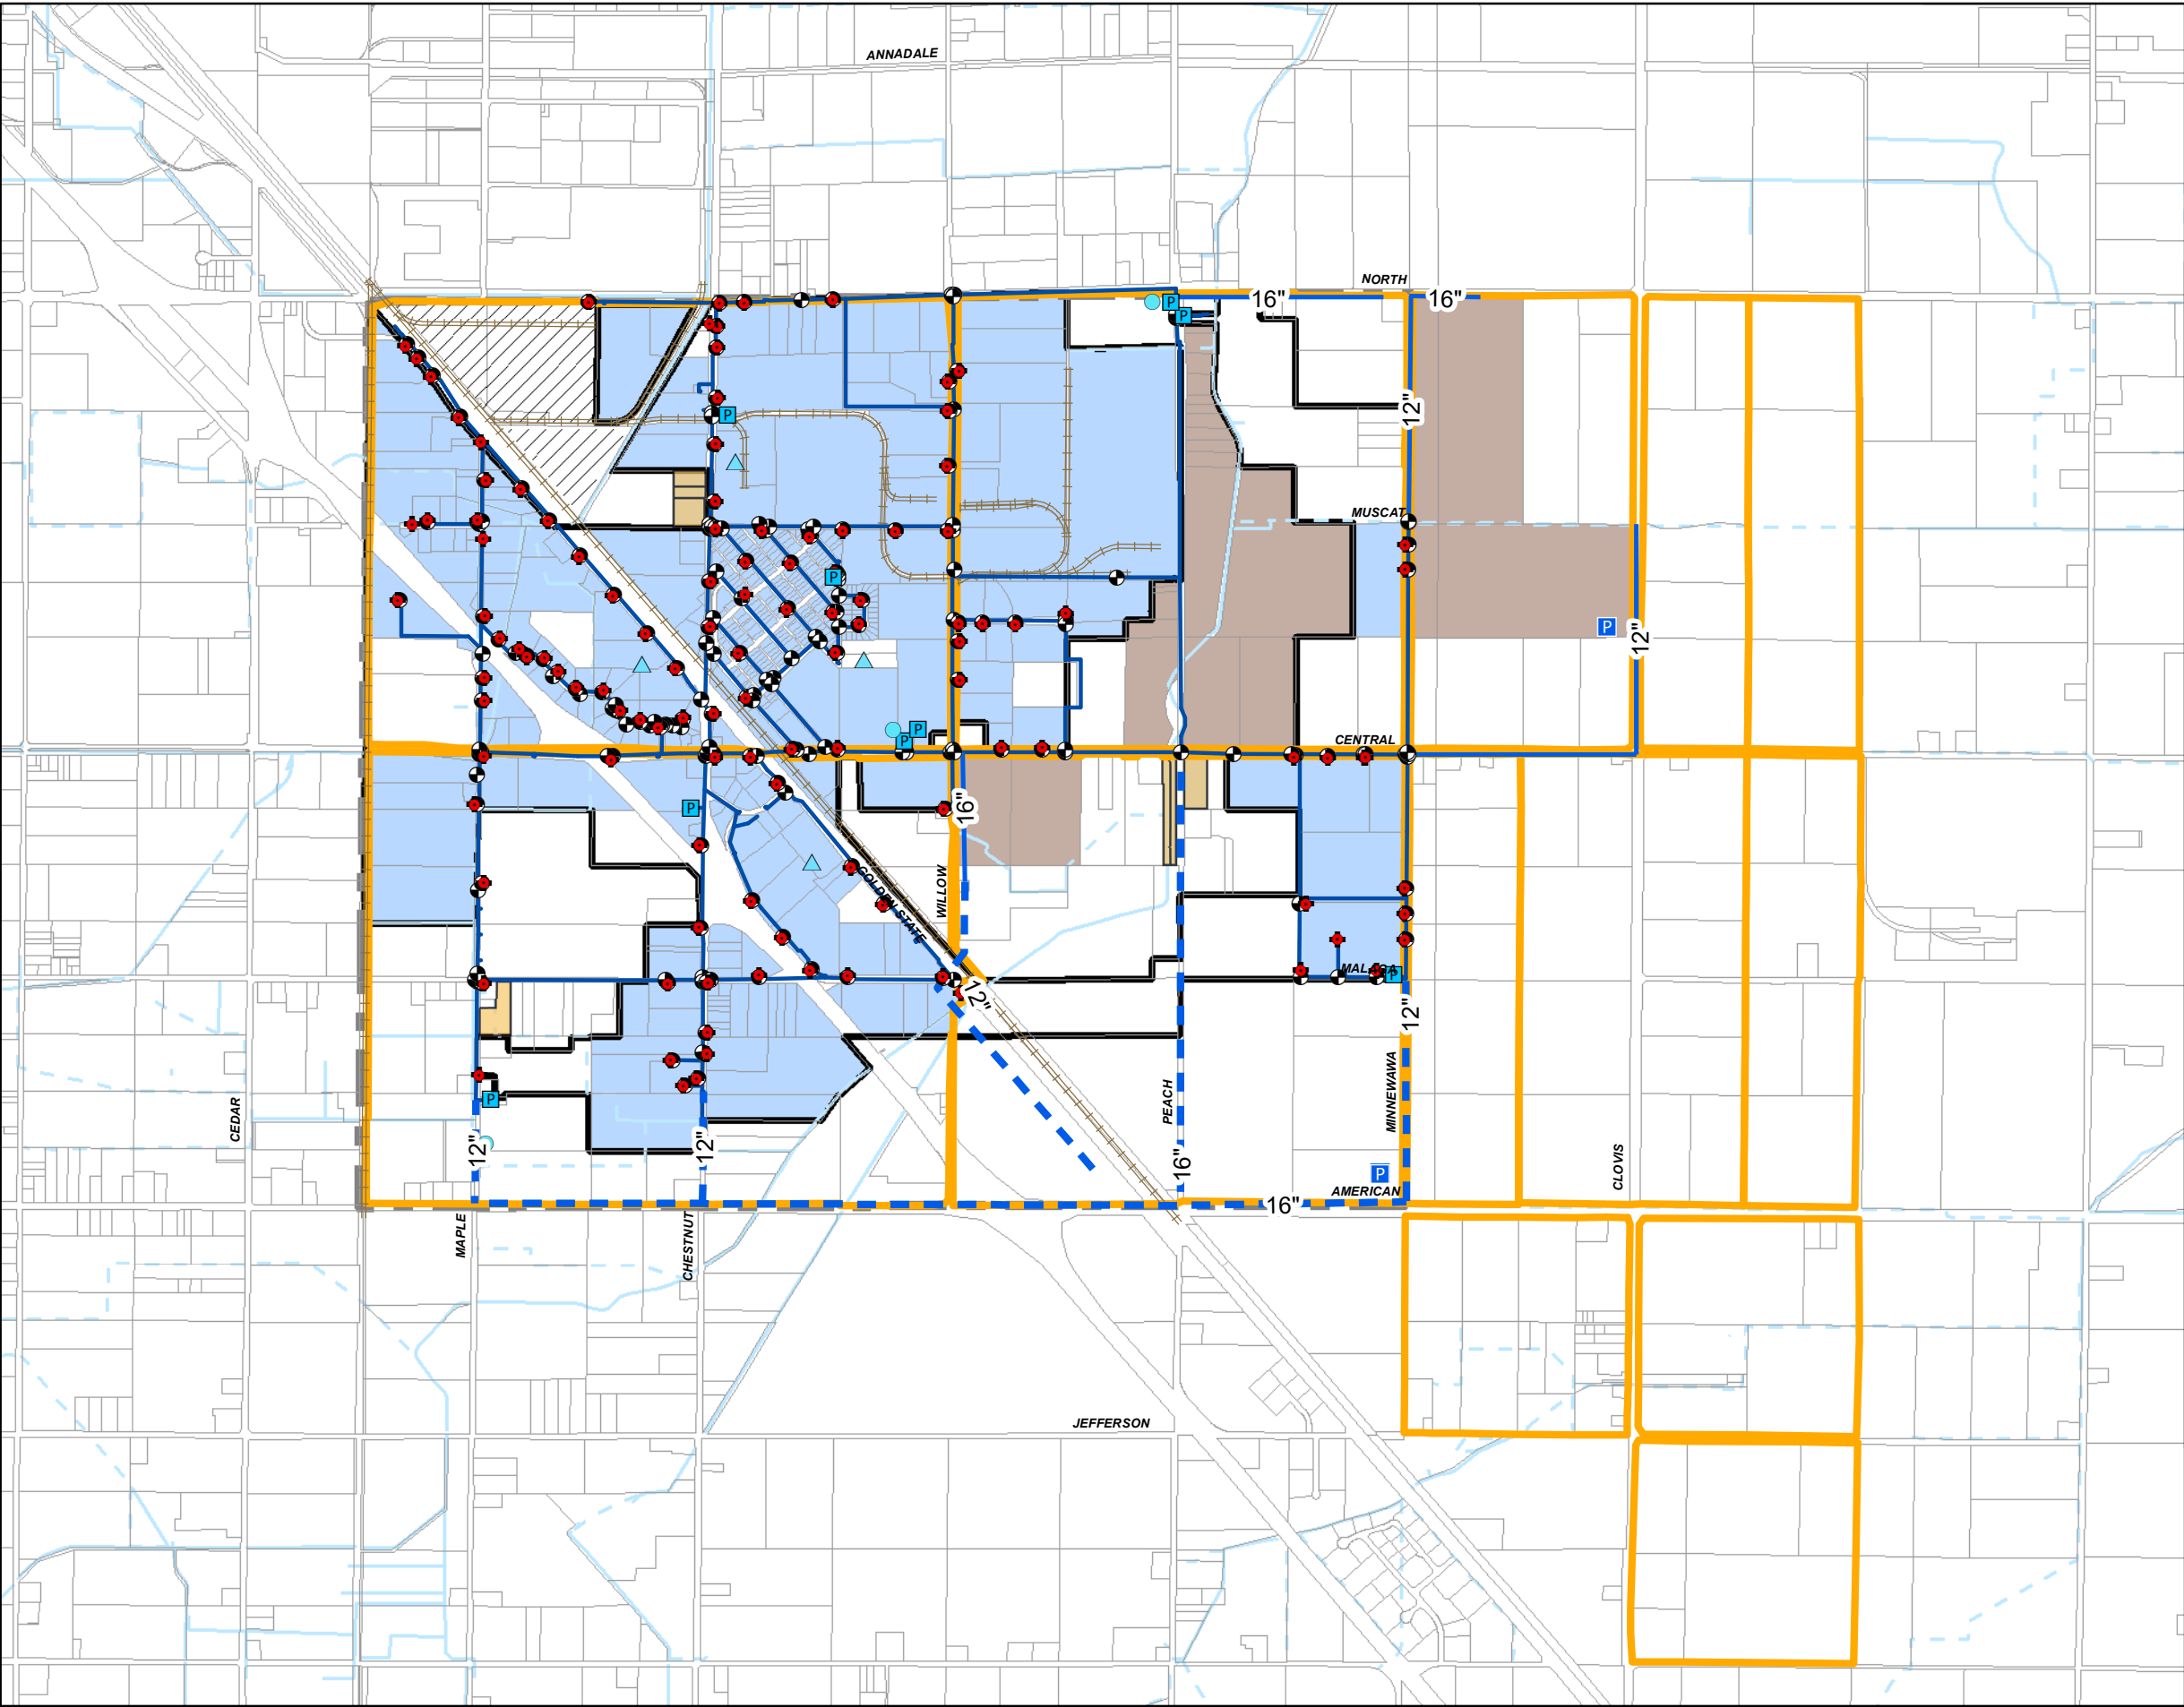 ANNADALE
NORTH
16"
16"
P
P
12"
P
MUSCAT
P
P
12"
P
P
CENTRAL
P
16"
WILLOW
GOLDEN STATE
MALAGA
P
12"
12"
MINNEWAWA
PEACH
CEDAR
P
12"
12"
16"
P
CLOVIS
AMERICAN
16"
MAPLE
CHESTNUT
JEFFERSON